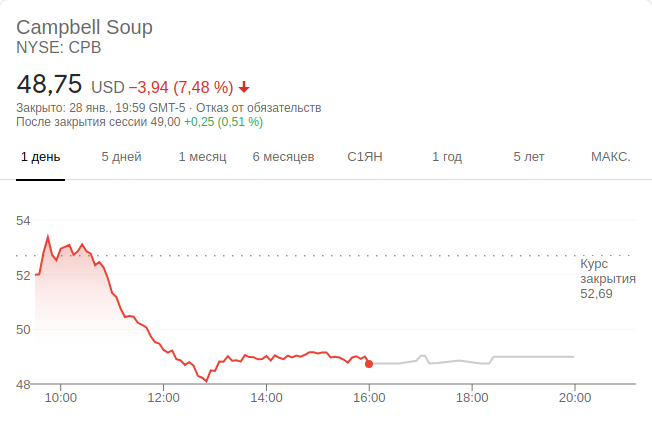 Campbell Soup
NYSE: CPB
48,75 USD −3,94 (7,48 %)
Закрыто: 28 янв., 19:59 GMT-5 · Отказ от обязательств
После закрытия сессии 49,00 +0,25 (0,51 %)
1 день 5 дней 1 месяц 6 месяцев С1ЯН 1 год 5 лет МАКС.
54
52
50
48
Курс
закрытия
52,69
10:00 12:00 14:00 16:00 18:00 20:00